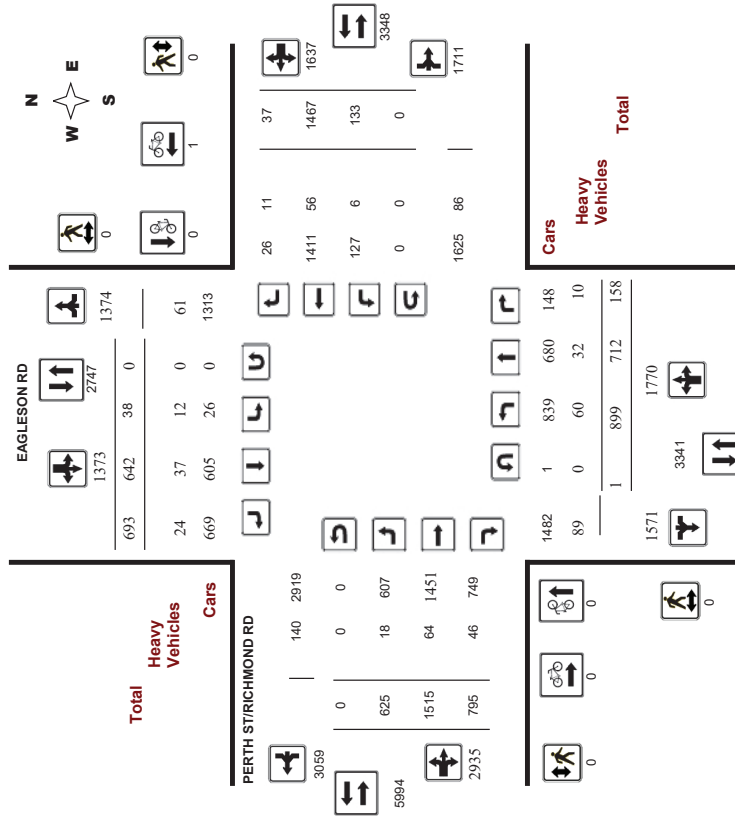 N
W E
S
EAGLESON RD
1373 2747 1374
693 642 38 0
24 37 12 0 61
669 605 26 0 1313
Total
Heavy
Vehicles
Cars
0 0
0 1
PERTH ST/RICHMOND RD
3059 140 2919
0 0 0
625 18 607
5994
1515 64 1451
795 46 749
2935
26 11 37 1637
1411 56 1467
127 6 133 3348
0 0 0
1625 86 1711
Cars
Heavy
Vehicles
Total
1482 1 839 680 148
89 0 60 32 10
1 899 712 158
1571 3341 1770
0 0 0
0